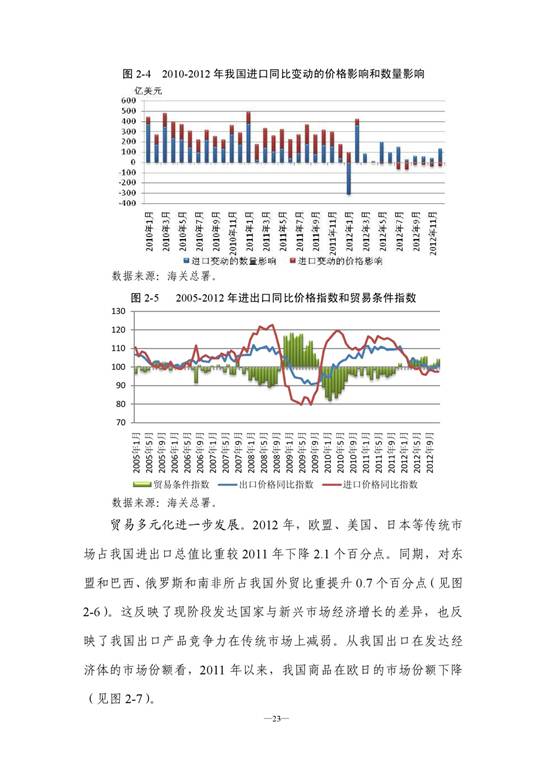 图 2-4 2010-2012 年我国进口同比变动的价格影响和数量影响
亿美元
600
500
400
300
200
100
0
-100
-200
-300
-400
2010年1月
2010年3月
2010年5月
2010年7月
2010年9月
2010年11月
2011年1月
2011年3月
2011年5月
2011年7月
2011年9月
2011年11月
2012年1月
2012年3月
2012年5月
2012年7月
2012年9月
2012年11月
进口变动的数量影响 进口变动的价格影响
数据来源：海关总署。
图 2-5 2005-2012 年进出口同比价格指数和贸易条件指数
130
120
110
100
90
80
70
2005年1月
2005年5月
2005年9月
2006年1月
2006年5月
2006年9月
2007年1月
2007年5月
2007年9月
2008年1月
2008年5月
2008年9月
2009年1月
2009年5月
2009年9月
2010年1月
2010年5月
2010年9月
2011年1月
2011年5月
2011年9月
2012年1月
2012年5月
2012年9月
贸易条件指数 出口价格同比指数 进口价格同比指数
数据来源：海关总署。
贸易多元化进一步发展。2012 年，欧盟、美国、日本等传统市
场占我国进出口总值比重较 2011 年下降 2.1 个百分点。同期，对东
盟和巴西、俄罗斯和南非所占我国外贸比重提升 0.7 个百分点（见图
2-6）。这反映了现阶段发达国家与新兴市场经济增长的差异，也反
映了我国出口产品竞争力在传统市场上减弱。从我国出口在发达经
济体的市场份额看，2011 年以来，我国商品在欧日的市场份额下降
（见图 2-7）。
—23—